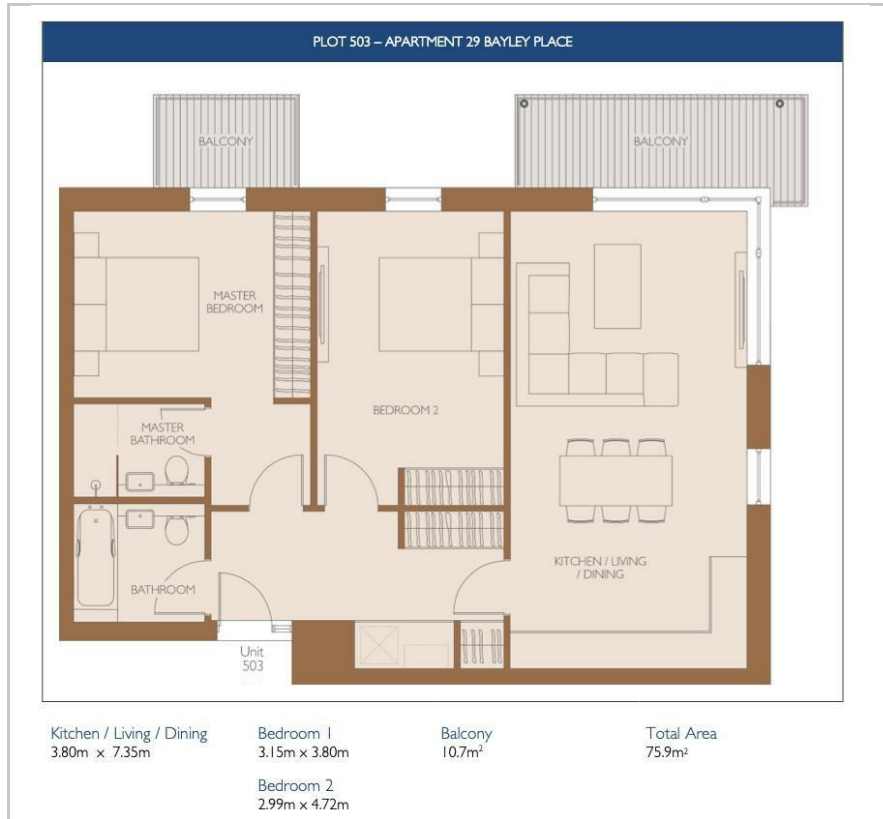 PLOT 503 – APARTMENT 29 BAYLEY PLACE
BALCONY
BALCONY
MASTER
BEDROOM
BEDROOM 2
MASTER
BATHROOM
KITCHEN / LIVING
/ DINING
BATHROOM
Unit
503
Kitchen / Living / Dining
3.80m x 7.35m
Bedroom 1
3.15m x 3.80m
Bedroom 2
2.99m x 4.72m
Balcony
10.7m²
Total Area
75.9m²